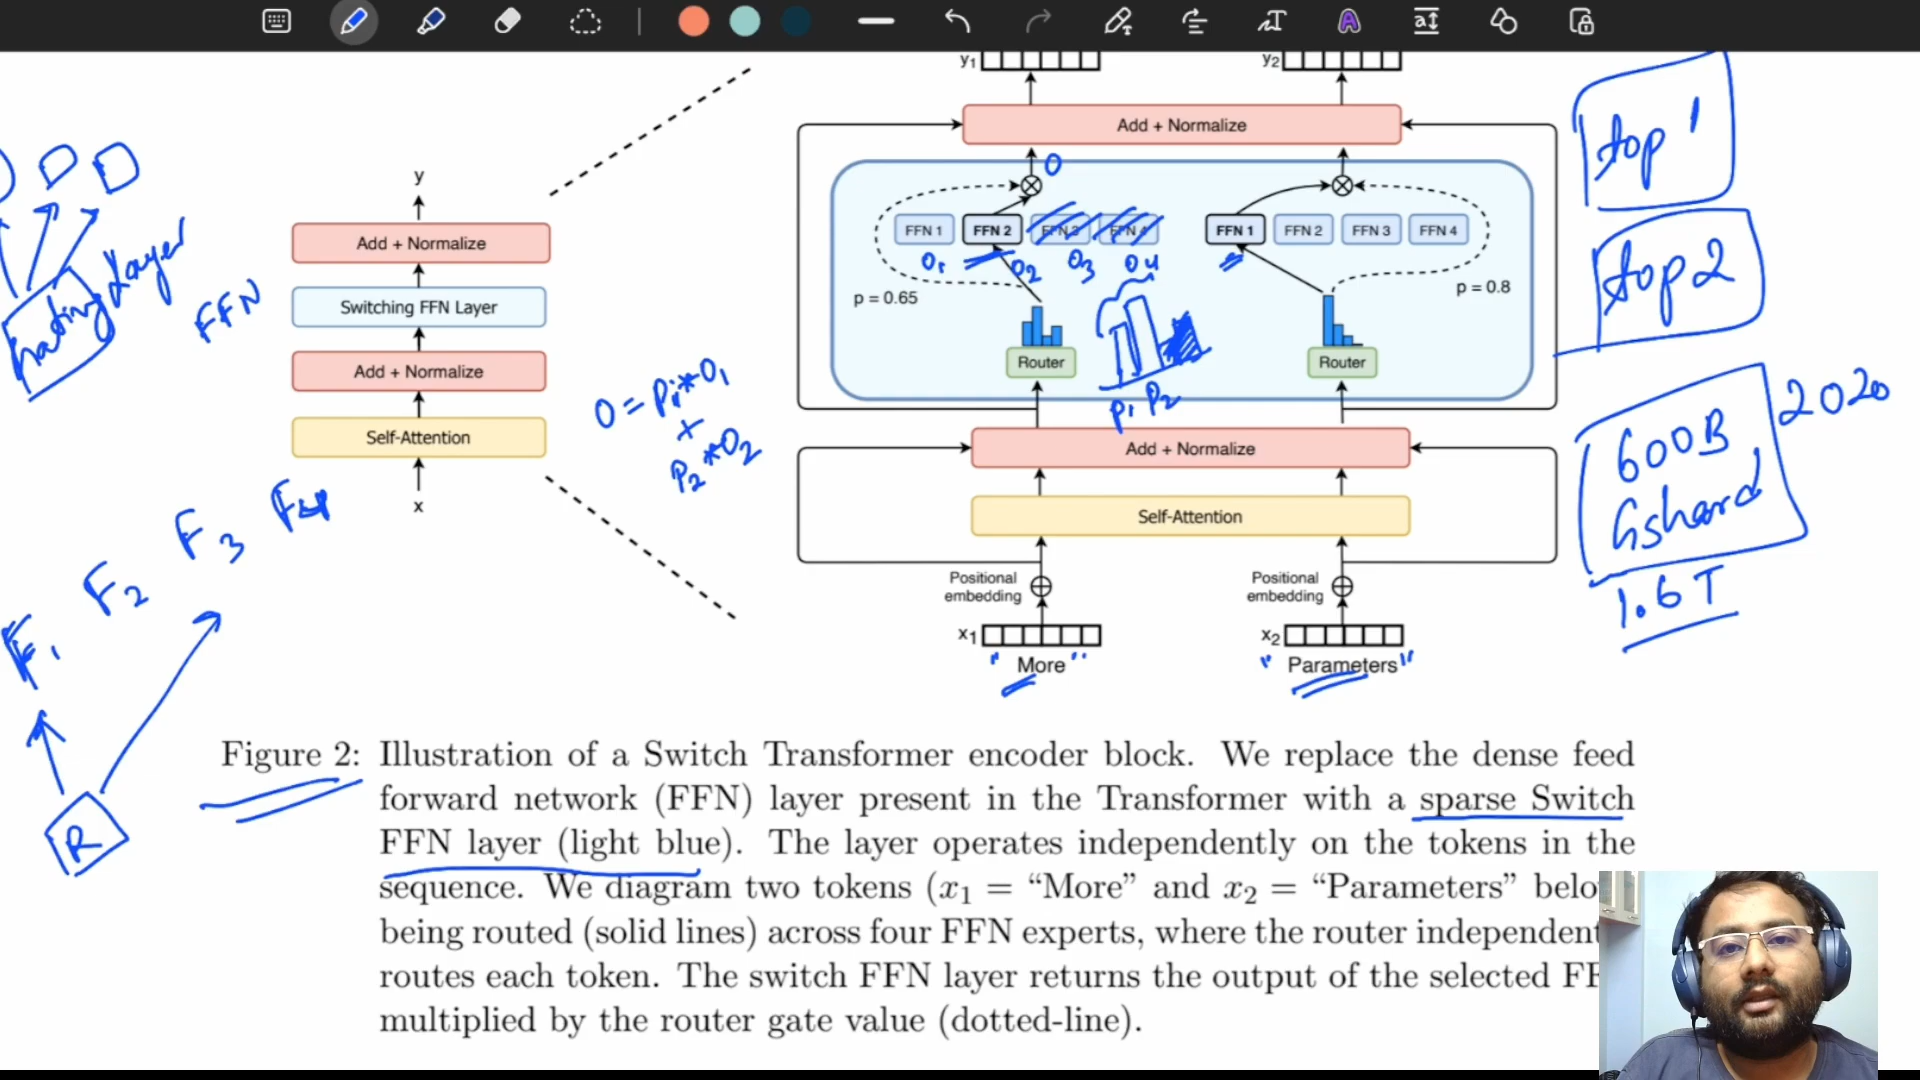 y₁
y₂
Add + Normalize
top 1
O
FFN 1
FFN 2
FFN 3
FFN 4
FFN 1
FFN 2
FFN 3
FFN 4
O1
O2
O3
O4
p = 0.65
p = 0.8
top 2
Router
Router
P1 P2
y
Add + Normalize
Switching FFN Layer
Add + Normalize
Self-Attention
x
Layer
FFN
O = P1*O1
+
P2*O2
Add + Normalize
Self-Attention
600B
Gshard
2020
1.6T
Positional
embedding
Positional
embedding
x₁
x₂
"More"
"Parameters"
F1 F2 F3 F4
R
Figure 2: Illustration of a Switch Transformer encoder block. We replace the dense feed
forward network (FFN) layer present in the Transformer with a sparse Switch
FFN layer (light blue). The layer operates independently on the tokens in the
sequence. We diagram two tokens (x₁ = “More” and x₂ = “Parameters” belo
being routed (solid lines) across four FFN experts, where the router independent
routes each token. The switch FFN layer returns the output of the selected FF
multiplied by the router gate value (dotted-line).